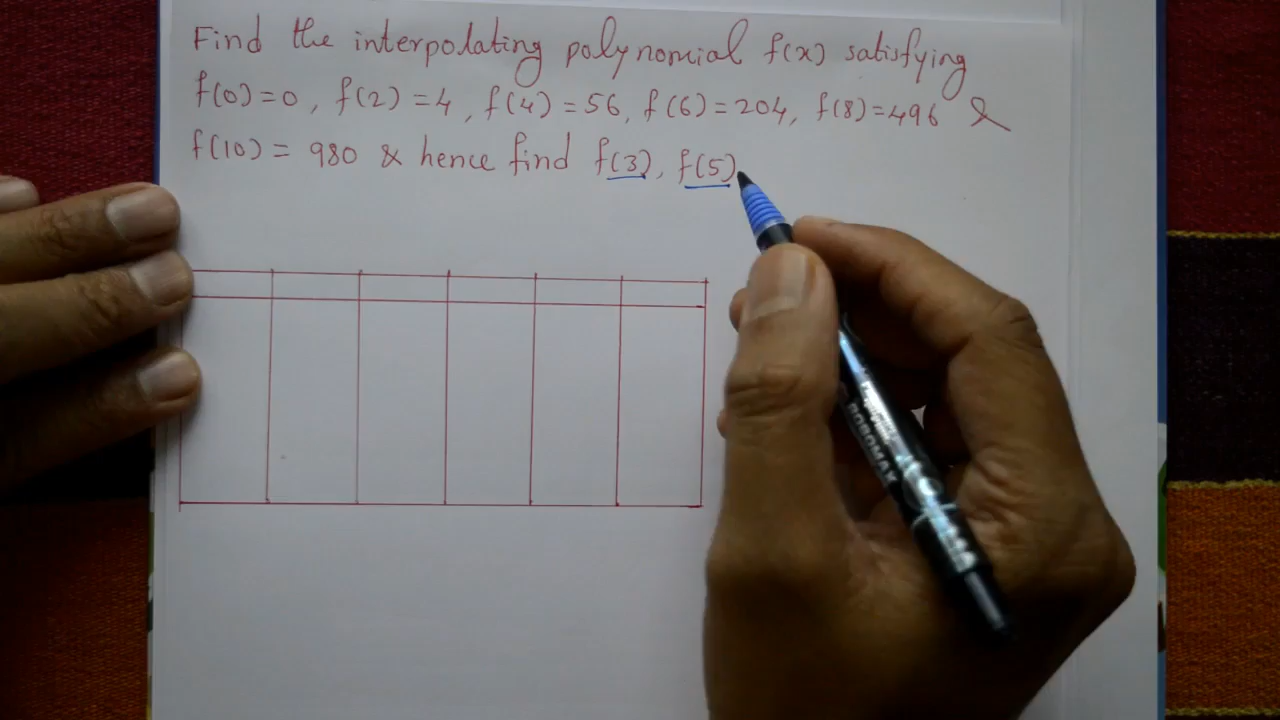 Find the interpolating polynomial f(x) satisfying
f(0)=0, f(2)=4, f(4)=56, f(6)=204, f(8)=496 &
f(10)= 980 & hence find f(3), f(5)
ROBOMAX